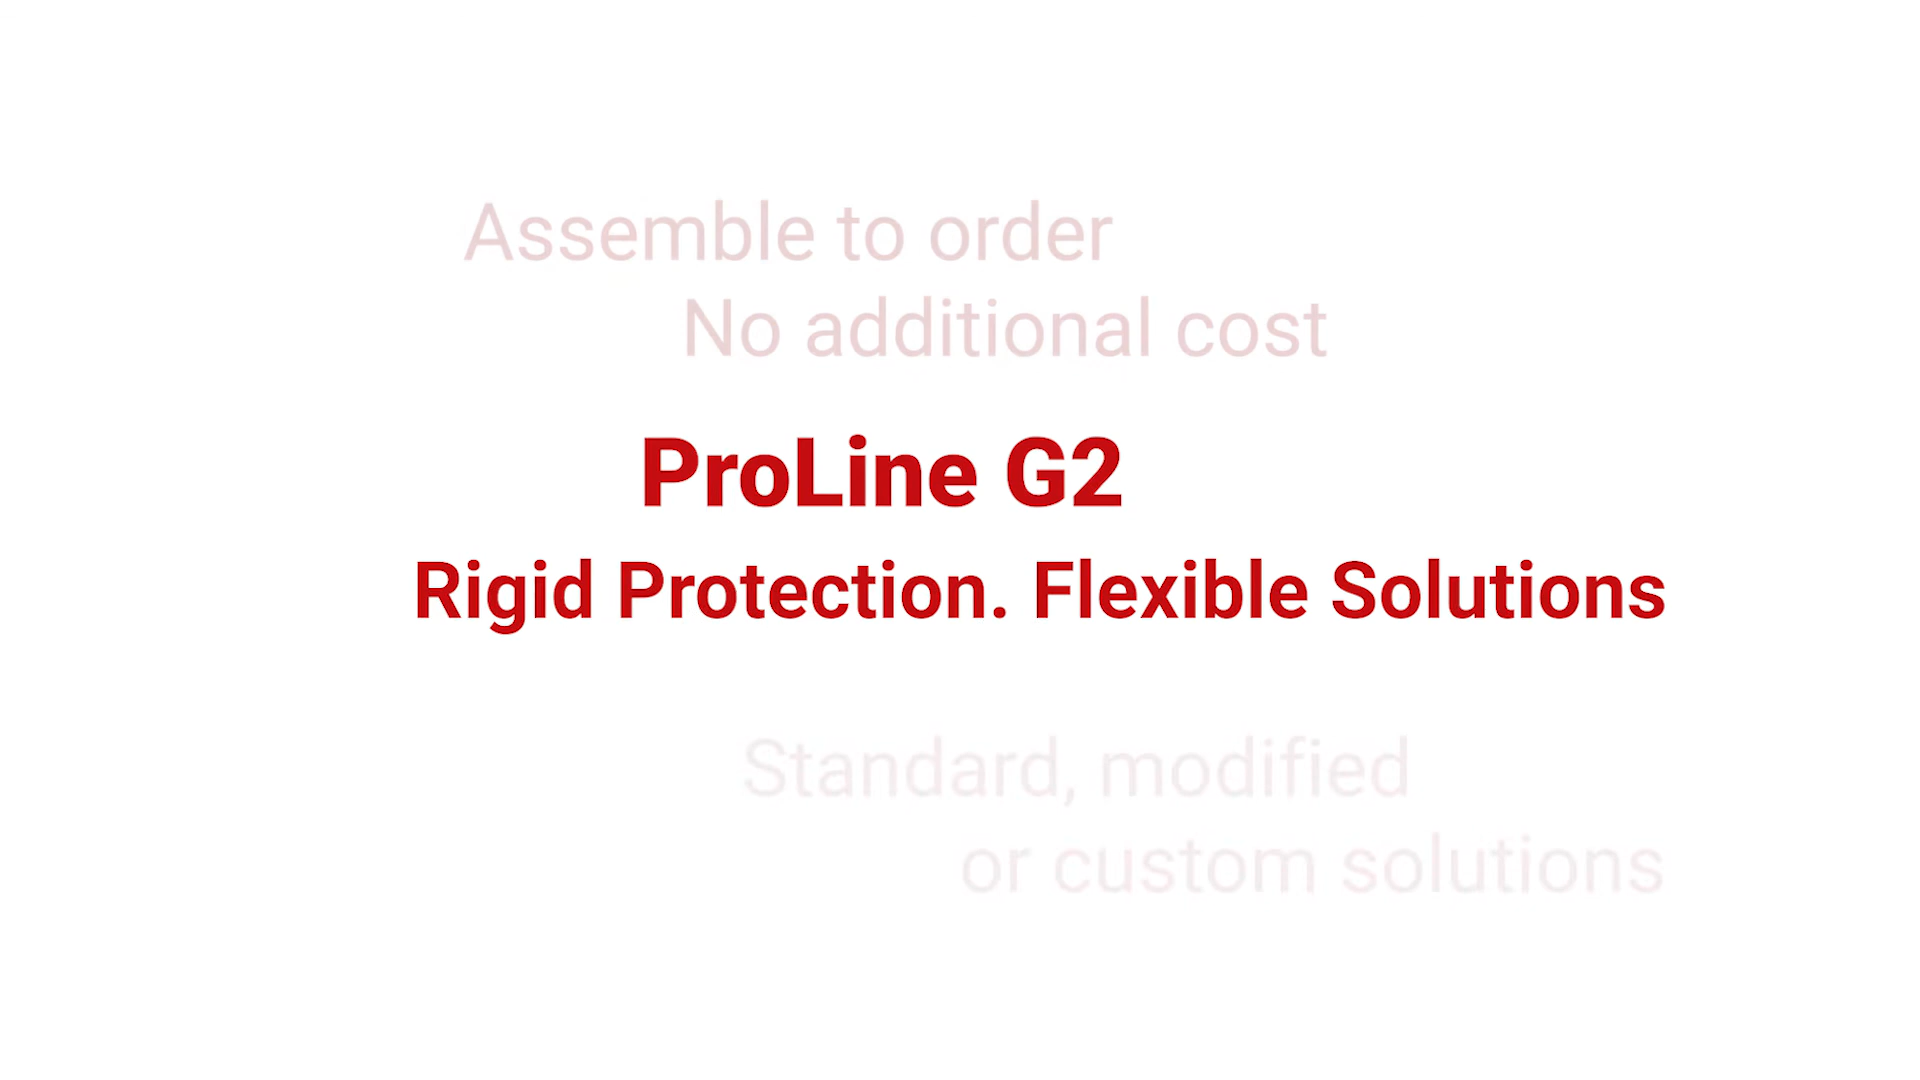 Assemble to order
No additional cost
ProLine G2
Rigid Protection. Flexible Solutions
Standard, modified
or custom solutions